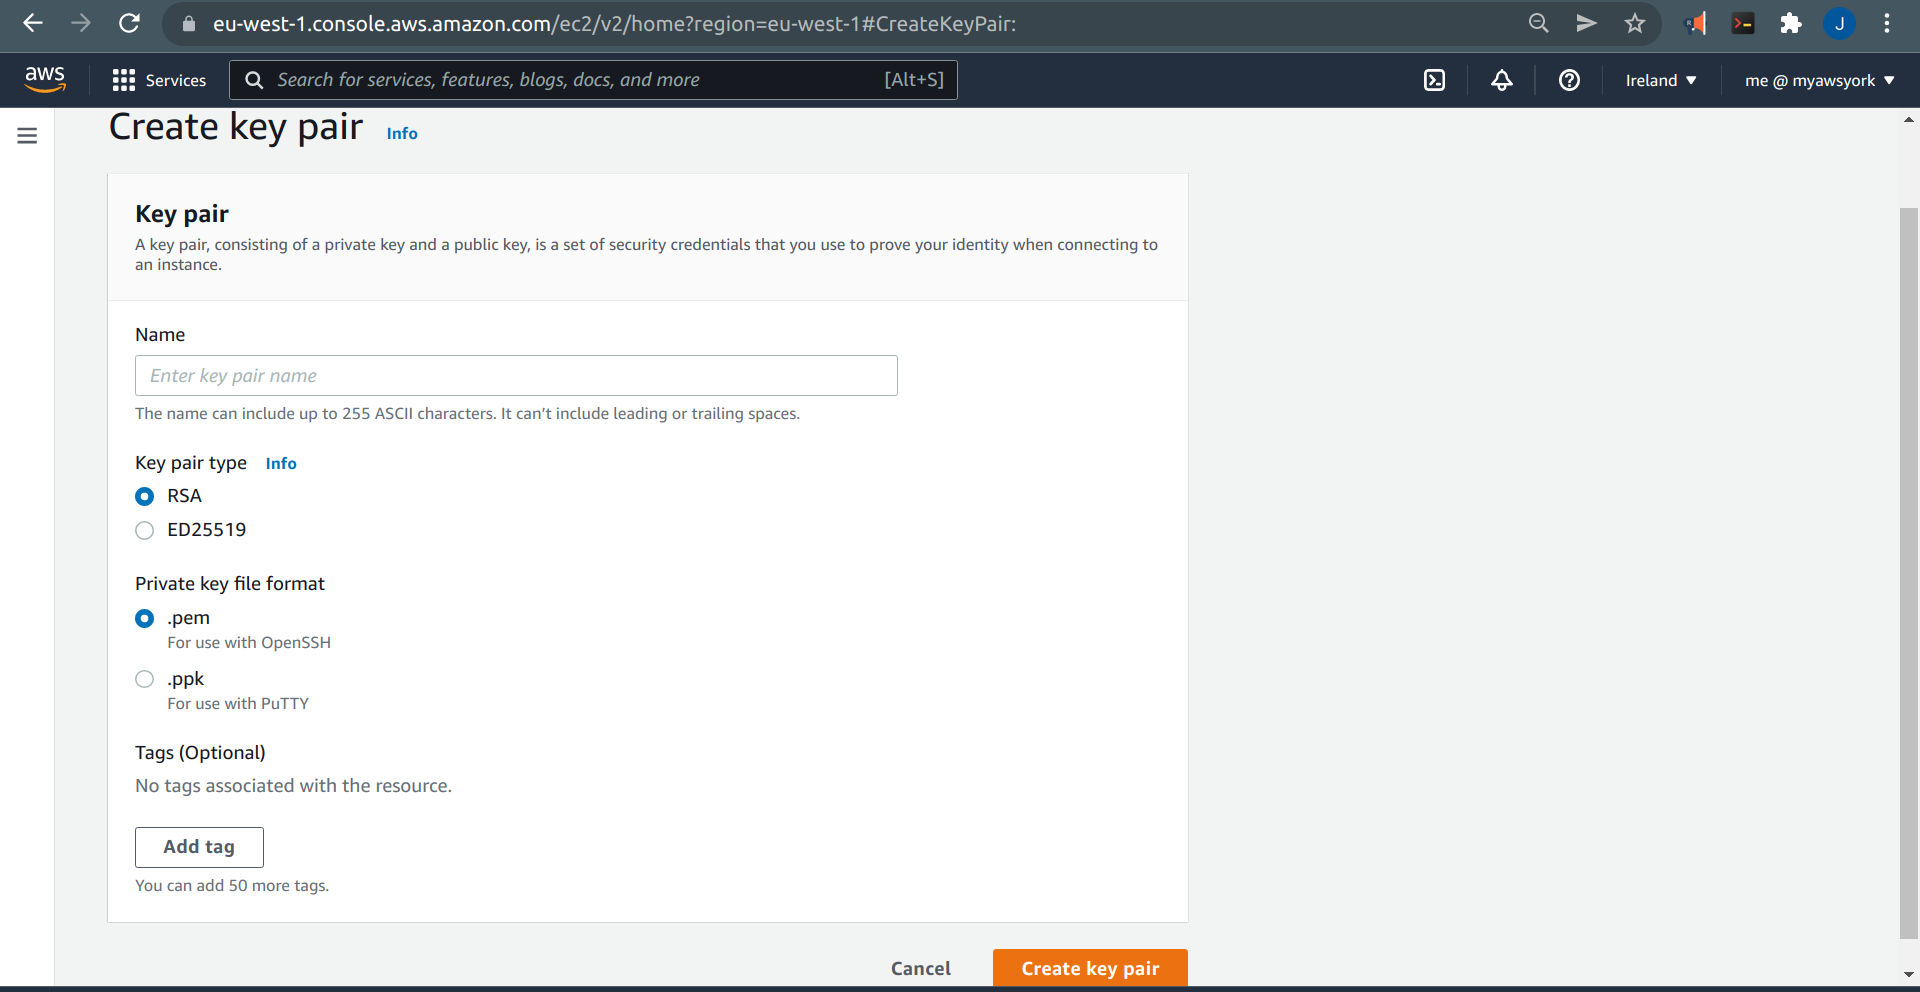 eu-west-1.console.aws.amazon.com/ec2/v2/home?region=eu-west-1#CreateKeyPair:
J
aws
Services
Search for services, features, blogs, docs, and more
[Alt+S]
Ireland
me @ myawsyork
Create key pair
Info
Key pair
A key pair, consisting of a private key and a public key, is a set of security credentials that you use to prove your identity when connecting to
an instance.
Name
Enter key pair name
The name can include up to 255 ASCII characters. It can't include leading or trailing spaces.
Key pair type
Info
RSA
ED25519
Private key file format
.pem
For use with OpenSSH
.ppk
For use with PuTTY
Tags (Optional)
No tags associated with the resource.
Add tag
You can add 50 more tags.
Cancel
Create key pair